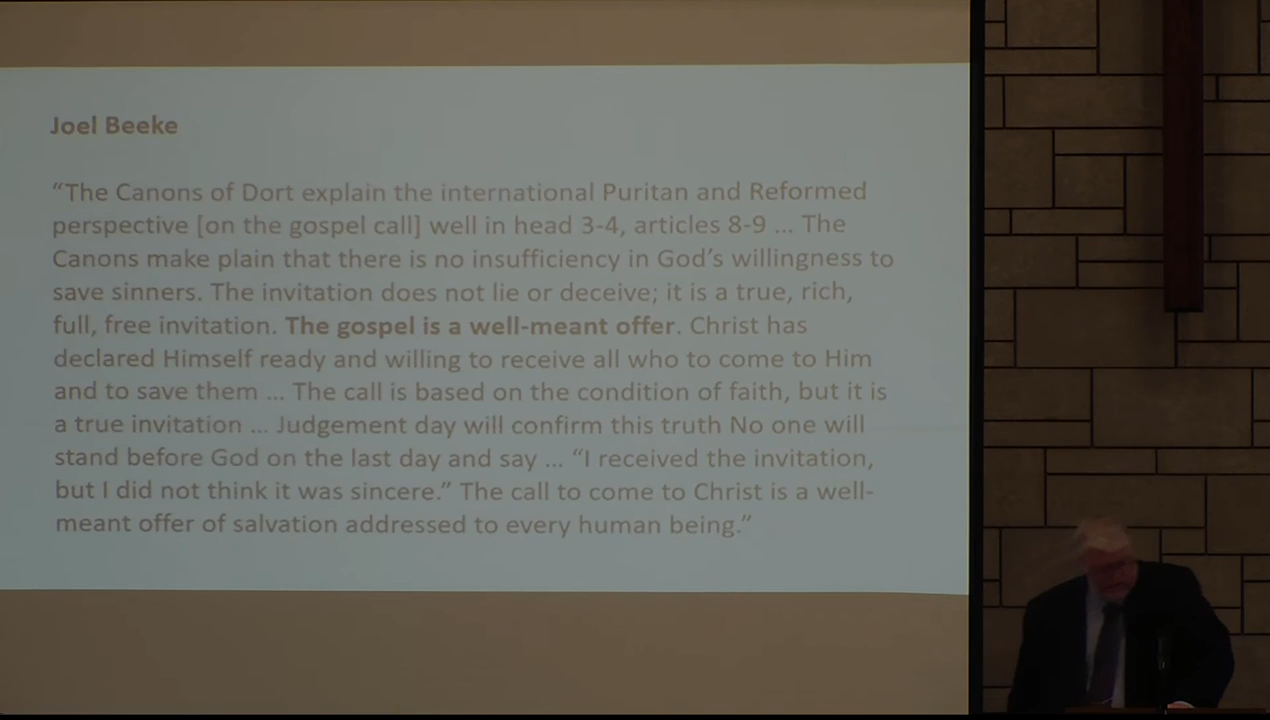 Joel Beeke
“The Canons of Dort explain the international Puritan and Reformed
perspective [on the gospel call] well in head 3-4, articles 8-9 ... The
Canons make plain that there is no insufficiency in God’s willingness to
save sinners. The invitation does not lie or deceive; it is a true, rich,
full, free invitation. The gospel is a well-meant offer. Christ has
declared Himself ready and willing to receive all who to come to Him
and to save them ... The call is based on the condition of faith, but it is
a true invitation ... Judgement day will confirm this truth No one will
stand before God on the last day and say ... “I received the invitation,
but I did not think it was sincere.” The call to come to Christ is a well-
meant offer of salvation addressed to every human being.”